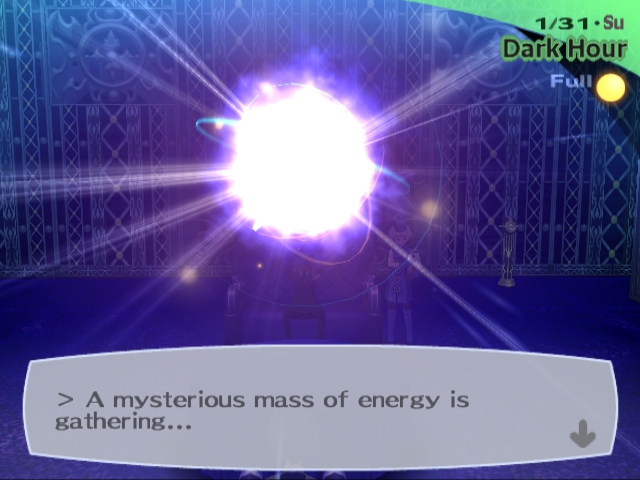 1/31・Su
Dark Hour
Full
> A mysterious mass of energy is
gathering...